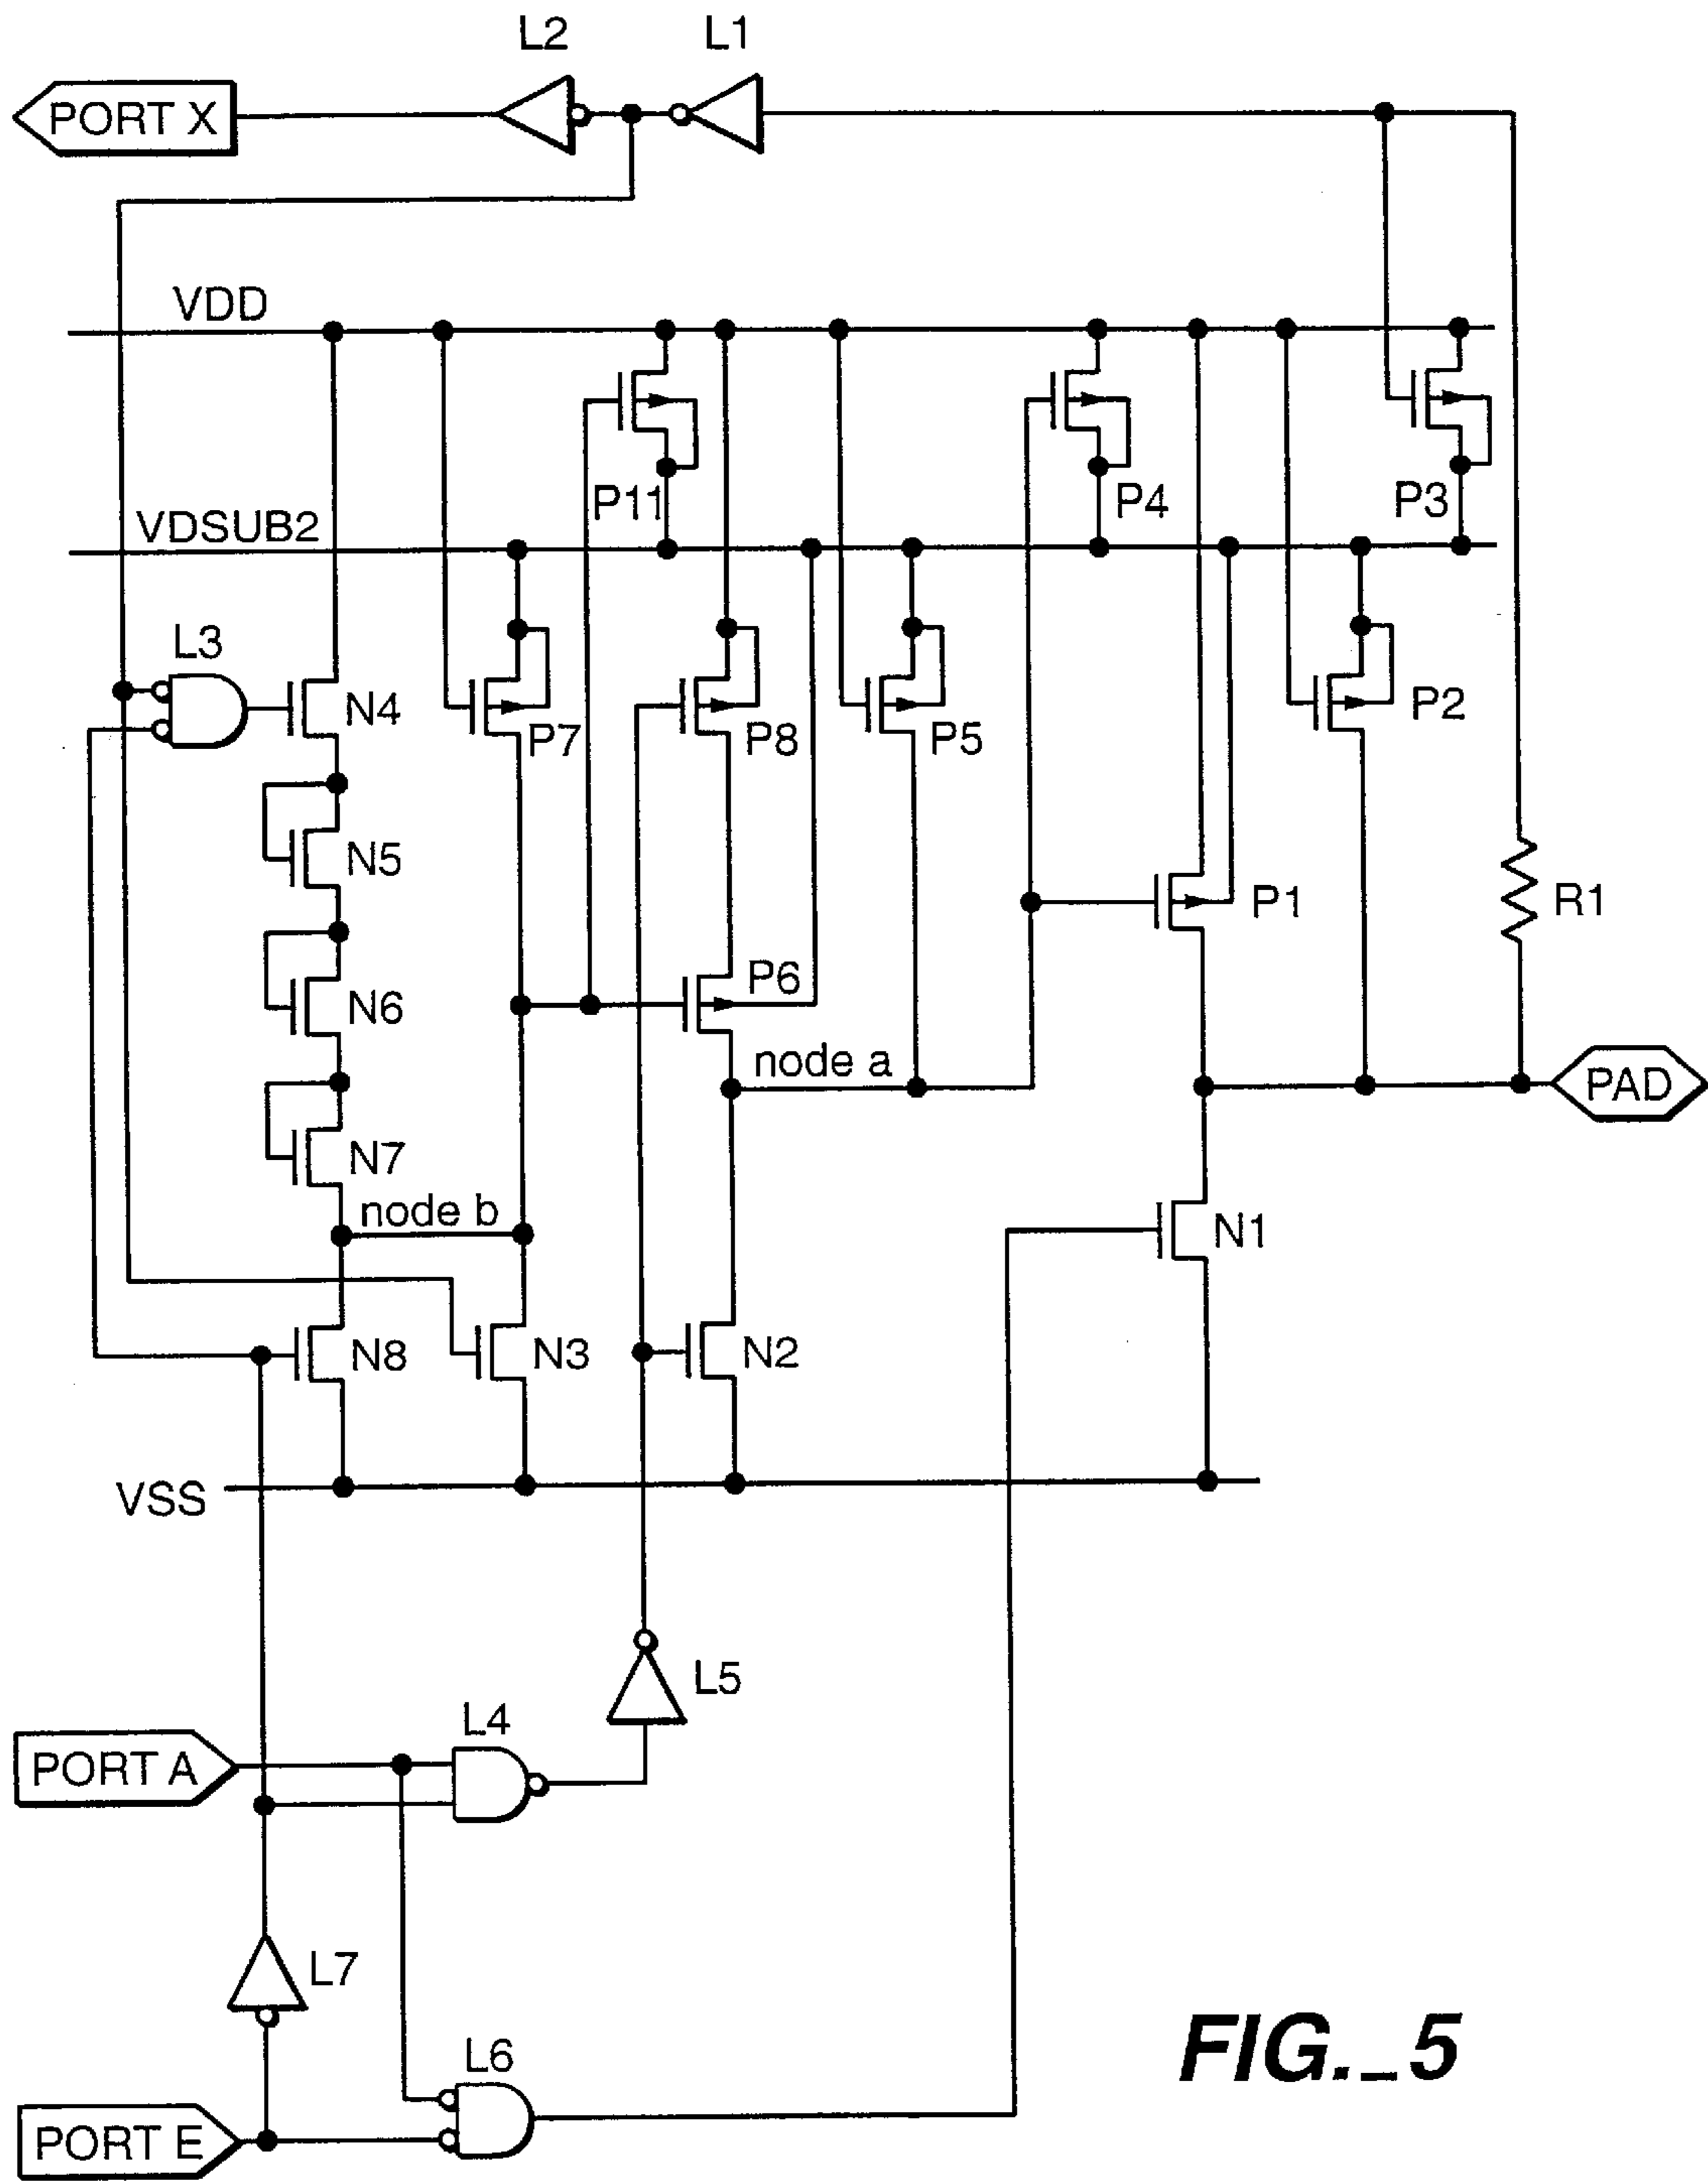 L2
L1
PORT X
VDD
P11
P4
P3
VDSUB2
L3
N4
P7
P8
P5
P2
N5
P1
R1
P6
N6
node a
PAD
N7
node b
N1
N8
N3
N2
VSS
L5
L4
PORT A
L7
L6
FIG._5
PORT E